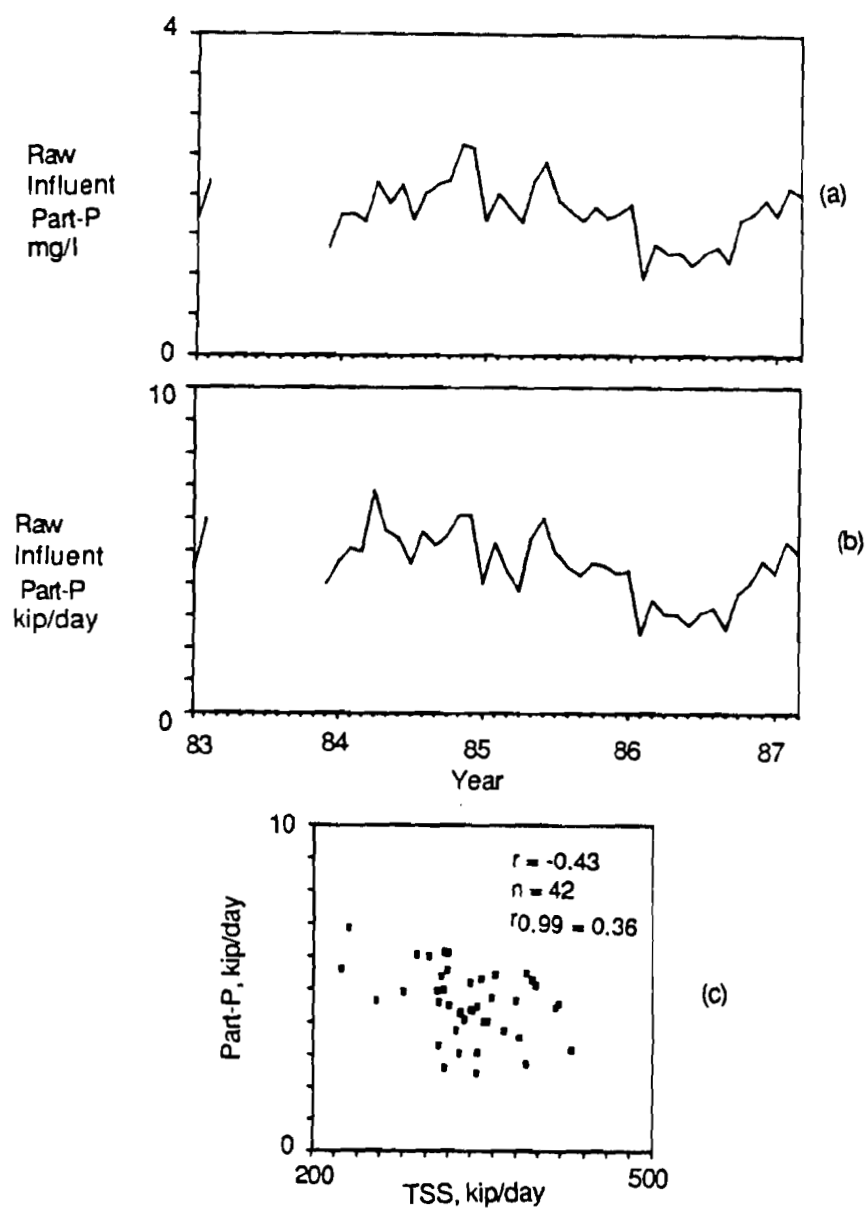 4
Raw
Influent
Part-P
mg/l
(a)
0
10
Raw
Influent
Part-P
kip/day
(b)
0
83 84 85 86 87
Year
10
r = -0.43
n = 42
r0.99 = 0.36
Part-P, kip/day
(c)
0
200 500
TSS, kip/day